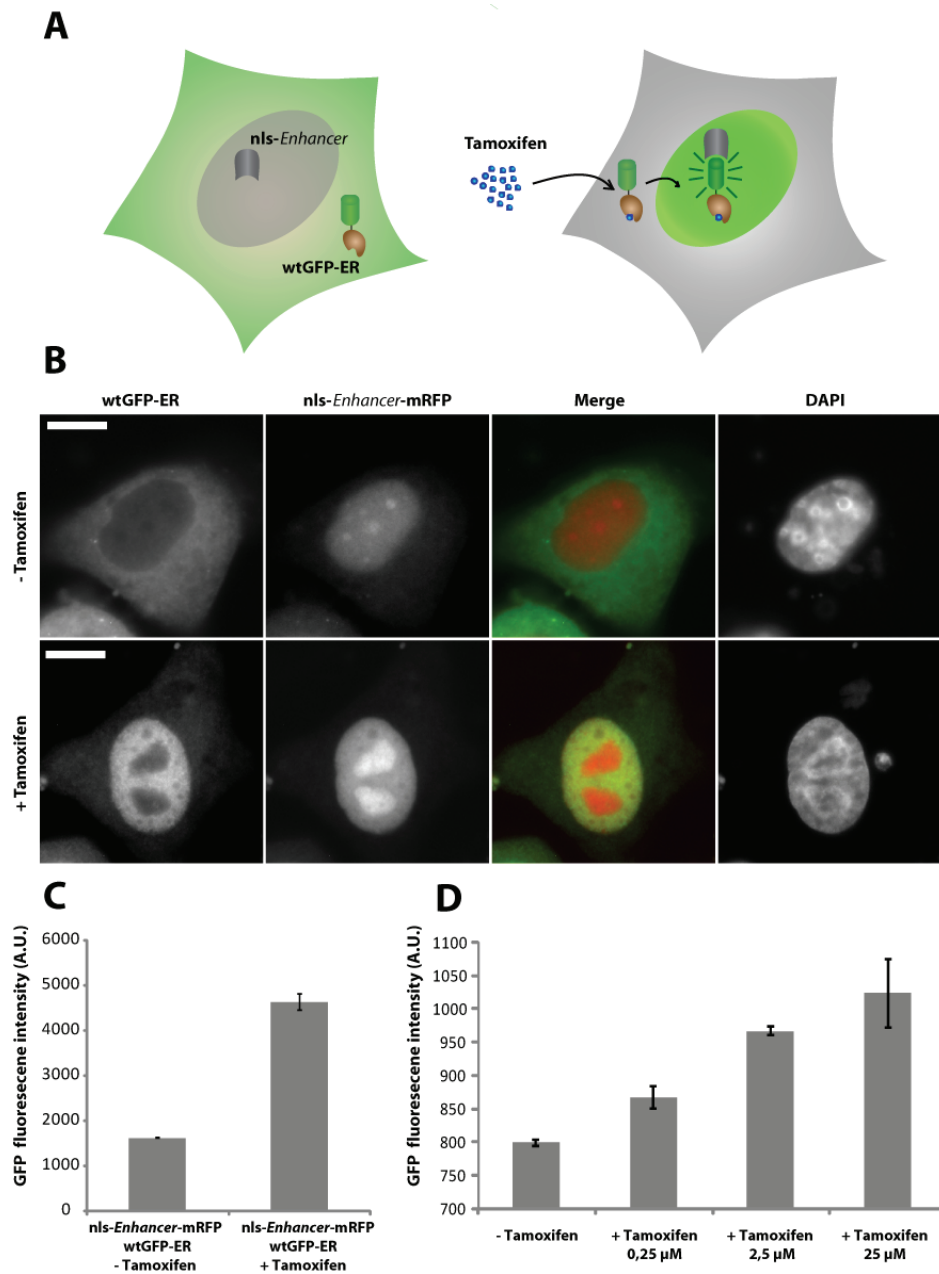 A
nls-Enhancer
wtGFP-ER
Tamoxifen
B
wtGFP-ER
nls-Enhancer-mRFP
Merge
DAPI
- Tamoxifen
+ Tamoxifen
C
GFP fluoresecene intensity (A.U.)
6000
5000
4000
3000
2000
1000
0
nls-Enhancer-mRFP
wtGFP-ER
- Tamoxifen
nls-Enhancer-mRFP
wtGFP-ER
+ Tamoxifen
D
GFP fluoresecene intensity (A.U.)
1100
1050
1000
950
900
850
800
750
700
- Tamoxifen
+ Tamoxifen
0,25 µM
+ Tamoxifen
2,5 µM
+ Tamoxifen
25 µM